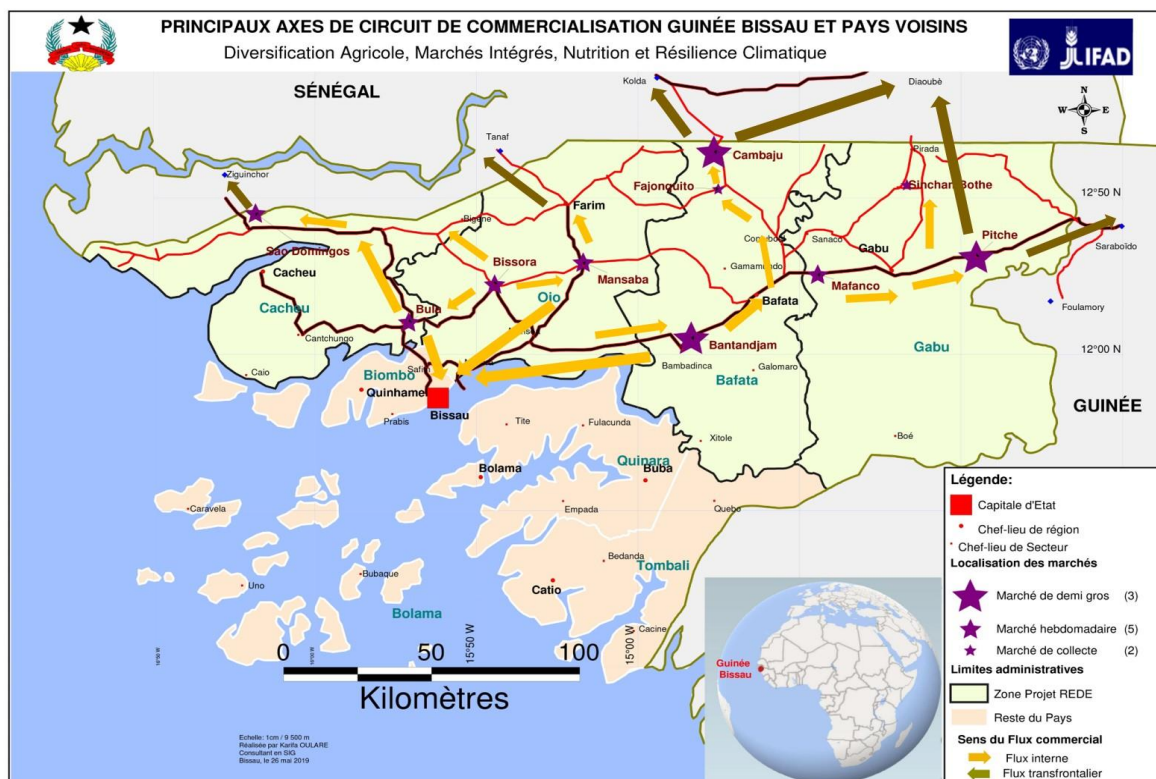 PRINCIPAUX AXES DE CIRCUIT DE COMMERCIALISATION GUINÉE BISSAU ET PAYS VOISINS
Diversification Agricole, Marchés Intégrés, Nutrition et Résilience Climatique
JLIFAD
SÉNÉGAL
Kolda
Diaoubè
N
W E
S
Tanaf
Cambaju
Pirada
Ziguinchor
Fajonquito
Sinchan Bothe
12°50 N
Farim
Bigene
Pitche
Sao Domingos
Sanaco
Gabu
Saraboïdo
Cacheu
Bissora
Gamamundo
Mansaba
Mafanco
Oio
Bafata
Foulamory
Cacheu
Bula
Cantchungo
Bantandjam
Gabu
12°00 N
Caio
Biombo
Safim
Bambadinca
Galomaro
Bafata
Quinhamel
GUINÉE
Prabis
Bissau
Tite
Fulacunda
Xitole
Boé
Quinara
Bolama
Buba
Caravela
Empada
Quebo
Bedanda
Tombali
Uno
Bubaque
Catio
Bolama
Cacine
15°50 W
15°00 W
0 50 100
Kilomètres
Guinée
Bissau
Echelle: 1cm / 9 500 m
Réalisée par Karifa OULARE
Consultant en SIG
Bissau, le 26 mai 2019
Légende:
Capitale d'Etat
Chef-lieu de région
Chef-lieu de Secteur
Localisation des marchés
Marché de demi gros (3)
Marché hebdomadaire (5)
Marché de collecte (2)
Limites administratives
Zone Projet REDE
Reste du Pays
Sens du Flux commercial
Flux interne
Flux transfrontalier